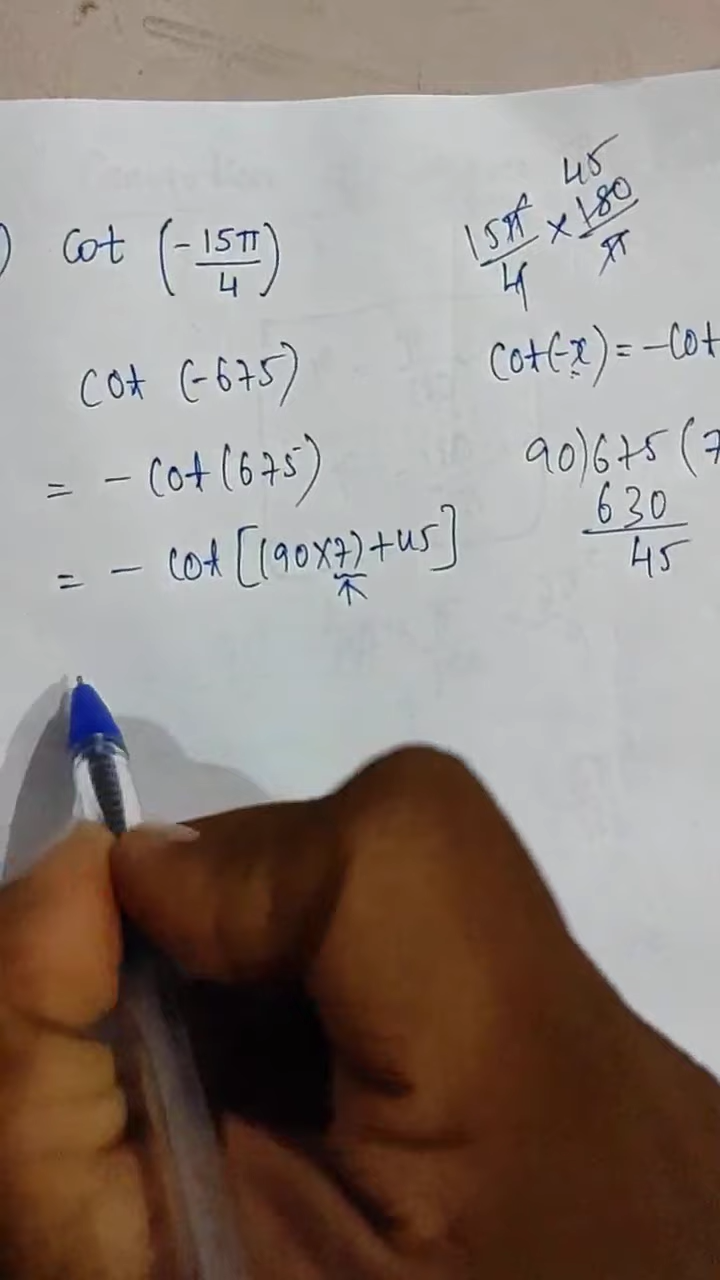 ) cot (-15π/4)
15π/4 × 180/π 45
cot (-675)
cot(-x) = -cot
= - cot (675)
90)675(7
630
45
= - cot [(90×7)+45]